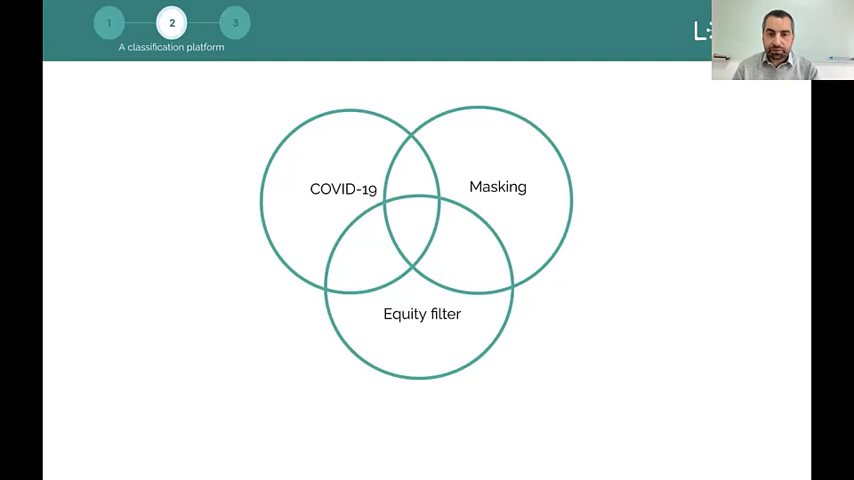 1
2
3
A classification platform
COVID-19
Masking
Equity filter